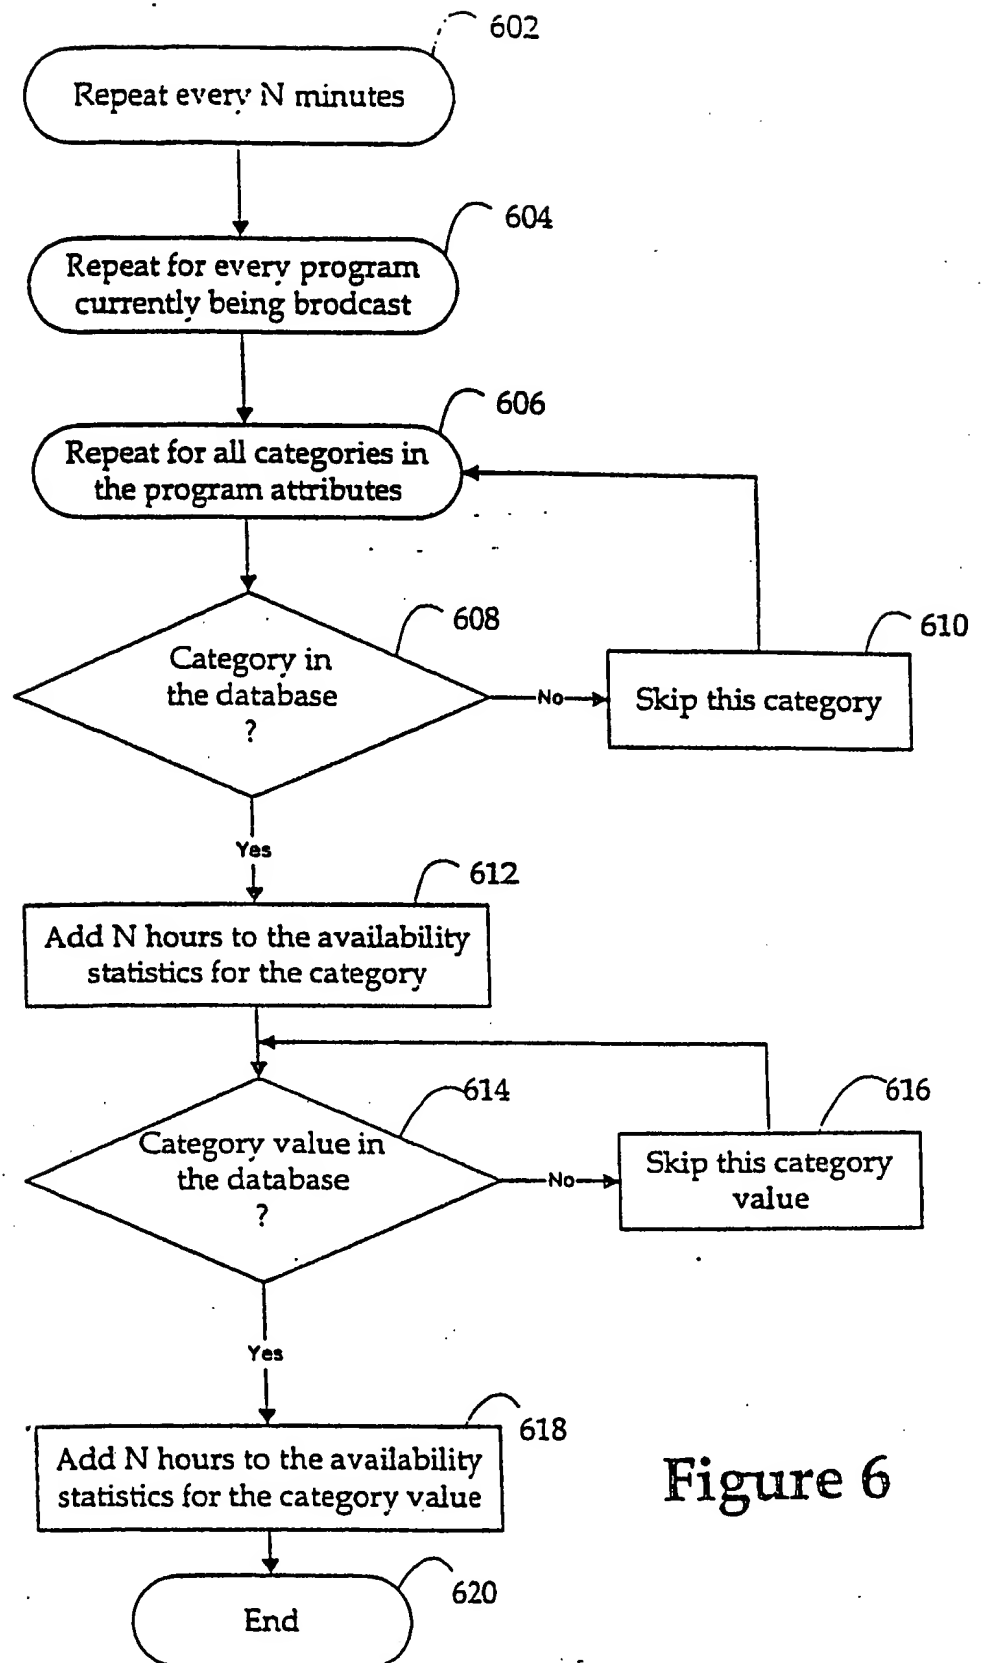 602
Repeat every N minutes
604
Repeat for every program
currently being brodcast
606
Repeat for all categories in
the program attributes
608
Category in
the database
?
No
610
Skip this category
Yes
612
Add N hours to the availability
statistics for the category
614
Category value in
the database
?
No
616
Skip this category
value
Yes
618
Add N hours to the availability
statistics for the category value
Figure 6
620
End